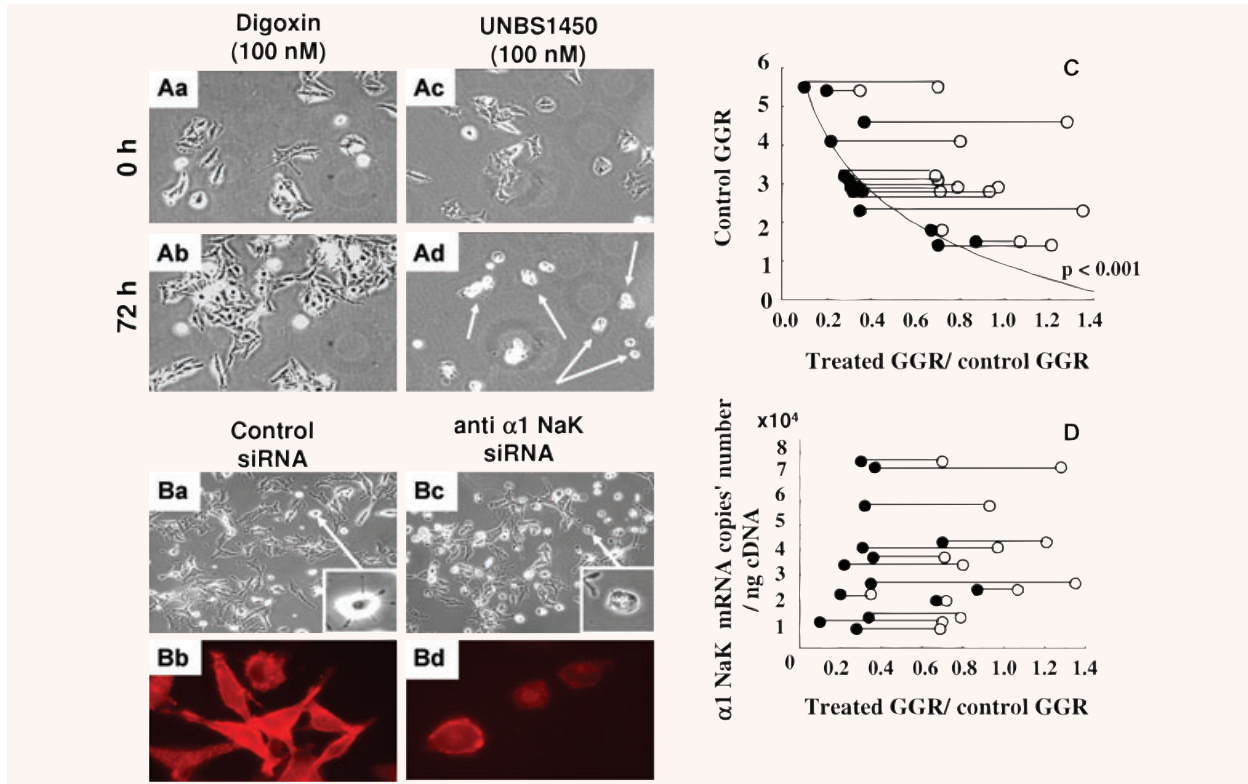 Digoxin
(100 nM)
UNBS1450
(100 nM)
0 h
72 h
Aa
Ac
Ab
Ad
Control
siRNA
anti α1 NaK
siRNA
Ba
Bc
Bb
Bd
C
Control GGR
6
5
4
3
2
1
0
p < 0.001
0.0 0.2 0.4 0.6 0.8 1.0 1.2 1.4
Treated GGR/ control GGR
D
x10⁴
α1 NaK mRNA copies' number
/ ng cDNA
8
7
6
5
4
3
2
1
0 0.2 0.4 0.6 0.8 1.0 1.2 1.4
Treated GGR/ control GGR